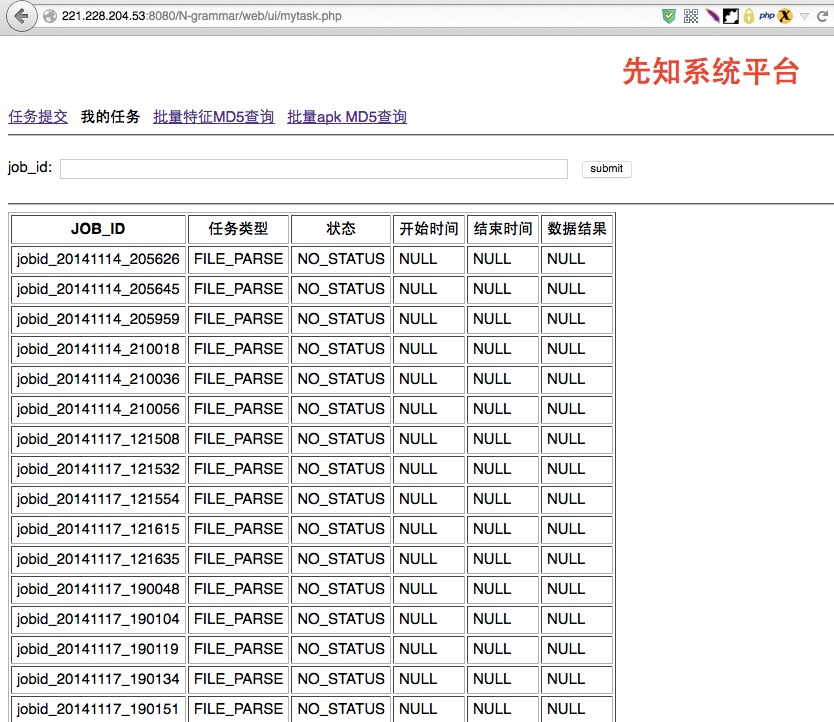 221.228.204.53:8080/N-grammar/web/ui/mytask.php
php
先知系统平台
任务提交 我的任务 批量特征MD5查询 批量apk MD5查询
job_id: submit
JOB_ID 任务类型 状态 开始时间 结束时间 数据结果
jobid_20141114_205626 FILE_PARSE NO_STATUS NULL NULL NULL
jobid_20141114_205645 FILE_PARSE NO_STATUS NULL NULL NULL
jobid_20141114_205959 FILE_PARSE NO_STATUS NULL NULL NULL
jobid_20141114_210018 FILE_PARSE NO_STATUS NULL NULL NULL
jobid_20141114_210036 FILE_PARSE NO_STATUS NULL NULL NULL
jobid_20141114_210056 FILE_PARSE NO_STATUS NULL NULL NULL
jobid_20141117_121508 FILE_PARSE NO_STATUS NULL NULL NULL
jobid_20141117_121532 FILE_PARSE NO_STATUS NULL NULL NULL
jobid_20141117_121554 FILE_PARSE NO_STATUS NULL NULL NULL
jobid_20141117_121615 FILE_PARSE NO_STATUS NULL NULL NULL
jobid_20141117_121635 FILE_PARSE NO_STATUS NULL NULL NULL
jobid_20141117_190048 FILE_PARSE NO_STATUS NULL NULL NULL
jobid_20141117_190104 FILE_PARSE NO_STATUS NULL NULL NULL
jobid_20141117_190119 FILE_PARSE NO_STATUS NULL NULL NULL
jobid_20141117_190134 FILE_PARSE NO_STATUS NULL NULL NULL
jobid_20141117_190151 FILE_PARSE NO_STATUS NULL NULL NULL